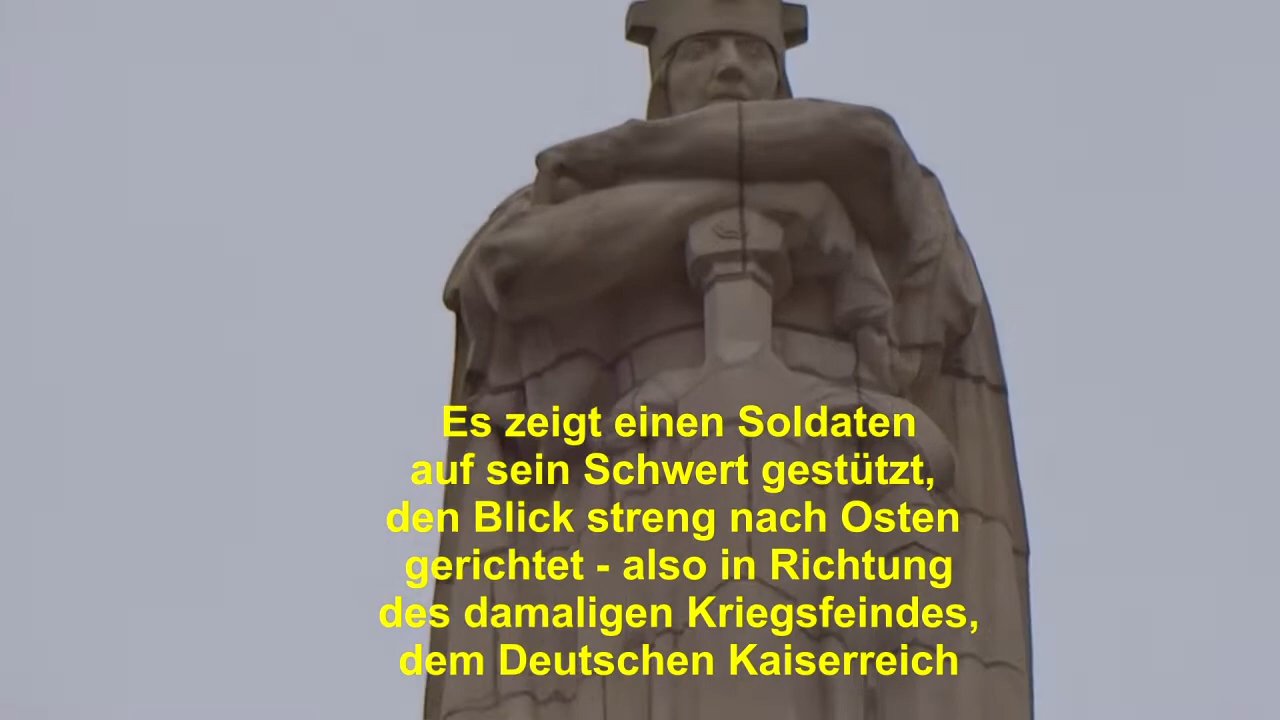 Es zeigt einen Soldaten
auf sein Schwert gestützt,
den Blick streng nach Osten
gerichtet - also in Richtung
des damaligen Kriegsfeindes,
dem Deutschen Kaiserreich